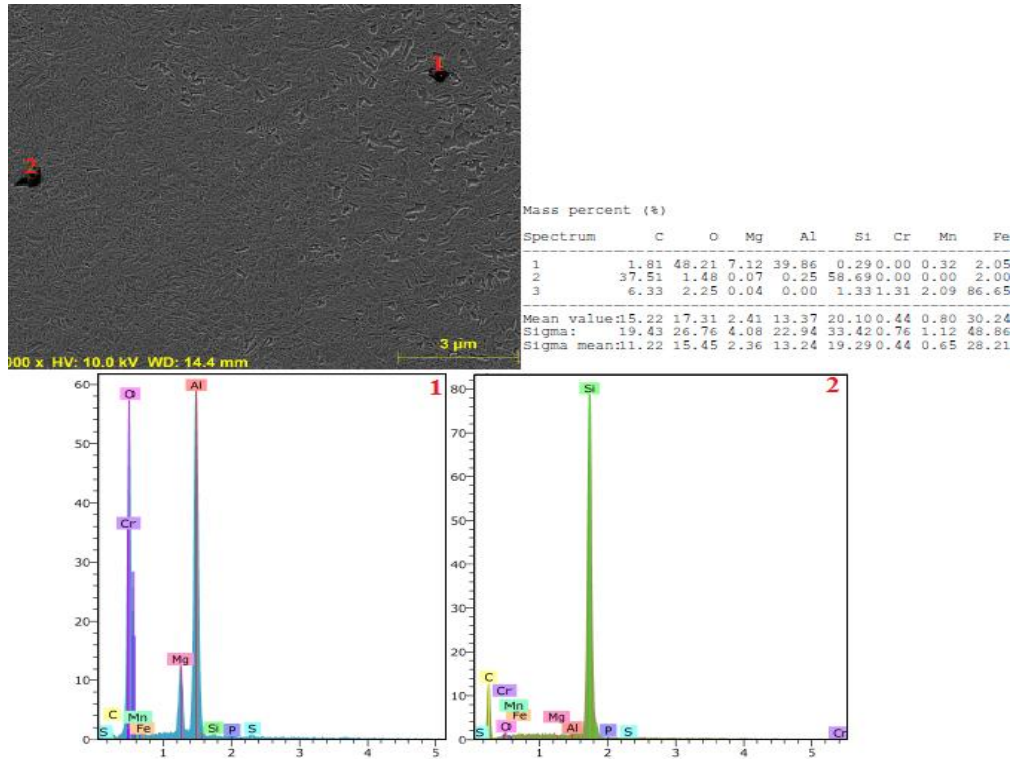 1
2
000 x HV: 10.0 kV WD: 14.4 mm
3 µm
Mass percent (%)
Spectrum C O Mg Al Si Cr Mn Fe
1 1.81 48.21 7.12 39.86 0.29 0.00 0.32 2.05
2 37.51 1.48 0.07 0.25 58.69 0.00 0.00 2.00
3 6.33 2.25 0.04 0.00 1.33 1.31 2.09 86.65
Mean value:15.22 17.31 2.41 13.37 20.10 0.44 0.80 30.24
Sigma: 19.43 26.76 4.08 22.94 33.42 0.76 1.12 48.86
Sigma mean:11.22 15.45 2.36 13.24 19.29 0.44 0.65 28.21
1
60
50
40
30
20
10
0
Al
Cr
Mg
C
Mn
S
Fe
Si
P
S
1
2
3
4
5
2
80
70
60
50
40
30
20
10
0
Si
C
Cr
Mn
Fe
S
Mg
Al
P
S
Cr
1
2
3
4
5